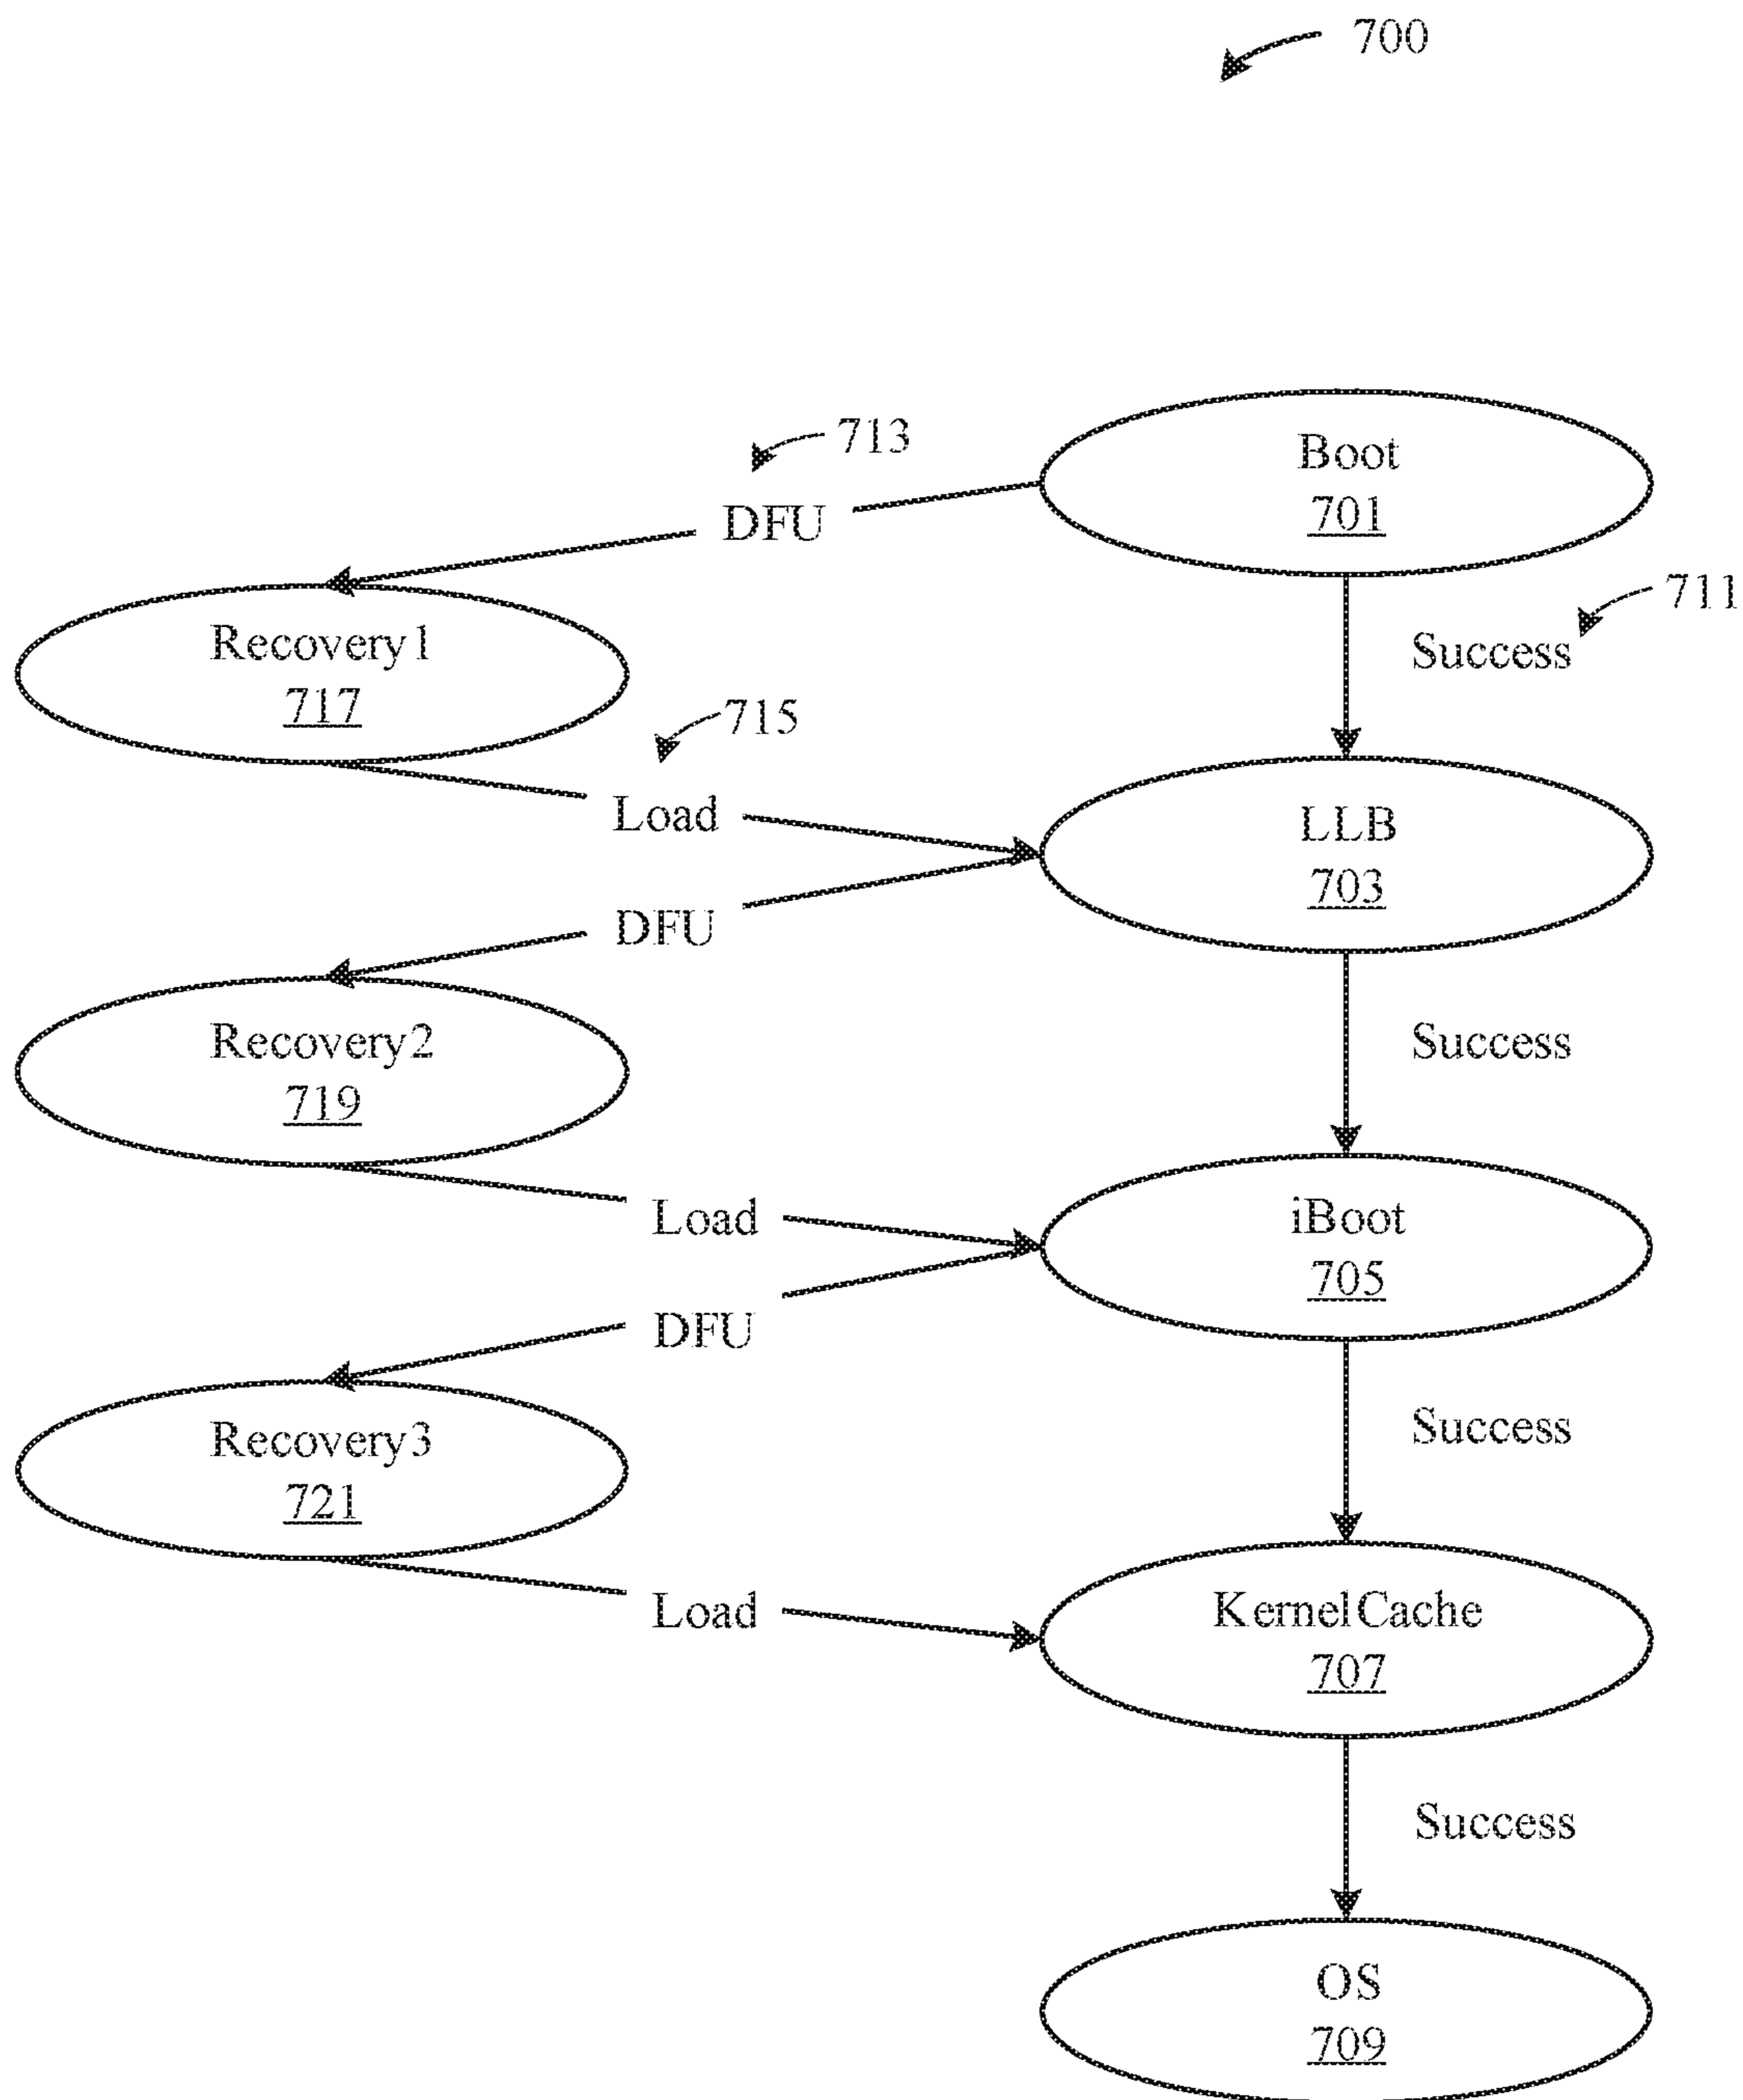 700
Boot
701
713
DFU
711
Success
Recovery1
717
715
Load
LLB
703
DFU
Success
Recovery2
719
Load
iBoot
705
DFU
Success
Recovery3
721
Load
KernelCache
707
Success
OS
709